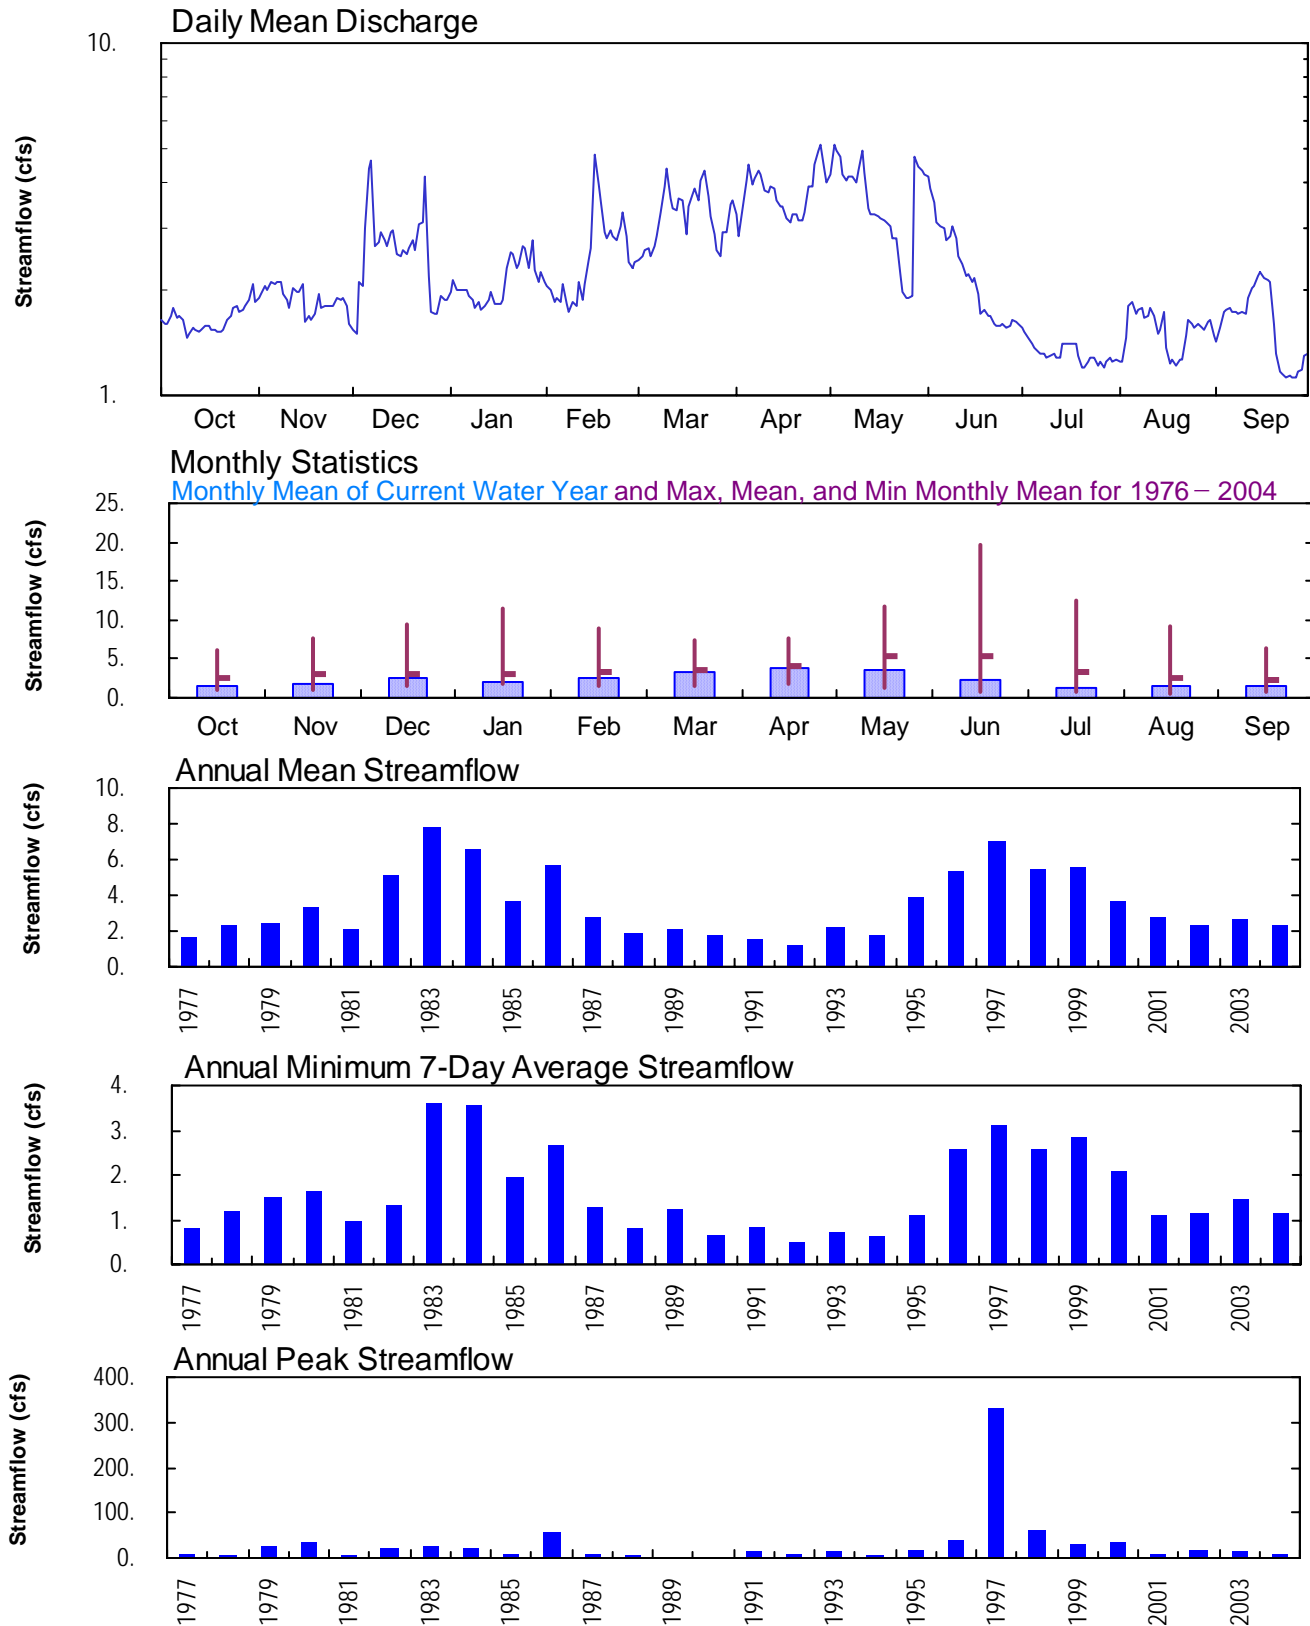 Daily Mean Discharge
Streamflow (cfs)
10.
1.
Oct Nov Dec Jan Feb Mar Apr May Jun Jul Aug Sep
Monthly Statistics
Monthly Mean of Current Water Year and Max, Mean, and Min Monthly Mean for 1976 – 2004
Streamflow (cfs)
25.
20.
15.
10.
5.
0.
Oct Nov Dec Jan Feb Mar Apr May Jun Jul Aug Sep
Annual Mean Streamflow
Streamflow (cfs)
10.
8.
6.
4.
2.
0.
1977 1979 1981 1983 1985 1987 1989 1991 1993 1995 1997 1999 2001 2003
Annual Minimum 7-Day Average Streamflow
Streamflow (cfs)
4.
3.
2.
1.
0.
1977 1979 1981 1983 1985 1987 1989 1991 1993 1995 1997 1999 2001 2003
Annual Peak Streamflow
Streamflow (cfs)
400.
300.
200.
100.
0.
1977 1979 1981 1983 1985 1987 1989 1991 1993 1995 1997 1999 2001 2003